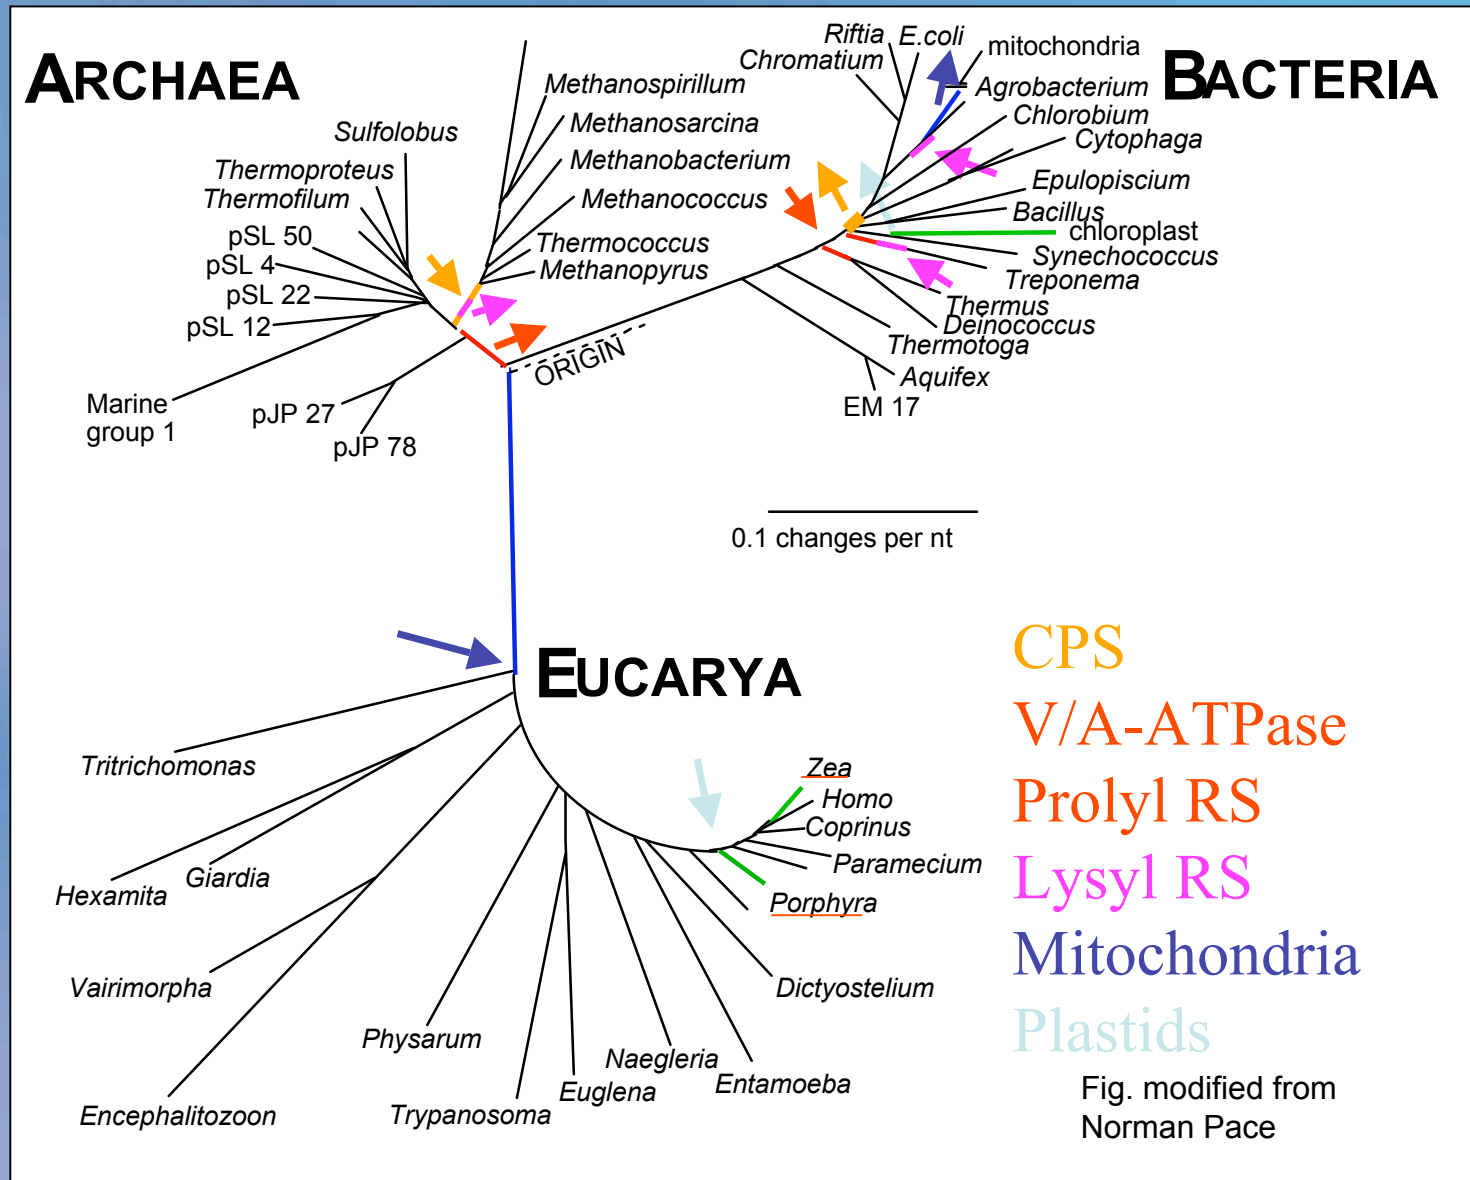 ARCHAEA
BACTERIA
Riftia
E.coli
mitochondria
Chromatium
Agrobacterium
Chlorobium
Cytophaga
Epulopiscium
Bacillus
chloroplast
Synechococcus
Treponema
Thermus
Deinococcus
Thermotoga
Aquifex
EM 17
Methanospirillum
Methanosarcina
Methanobacterium
Methanococcus
Thermococcus
Methanopyrus
Sulfolobus
Thermoproteus
Thermofilum
pSL 50
pSL 4
pSL 22
pSL 12
Marine
group 1
pJP 27
pJP 78
ORIGIN
0.1 changes per nt
EUCARYA
Tritrichomonas
Hexamita
Giardia
Vairimorpha
Encephalitozoon
Physarum
Trypanosoma
Euglena
Naegleria
Entamoeba
Dictyostelium
Porphyra
Paramecium
Coprinus
Homo
Zea
CPS
V/A-ATPase
Prolyl RS
Lysyl RS
Mitochondria
Plastids
Fig. modified from
Norman Pace